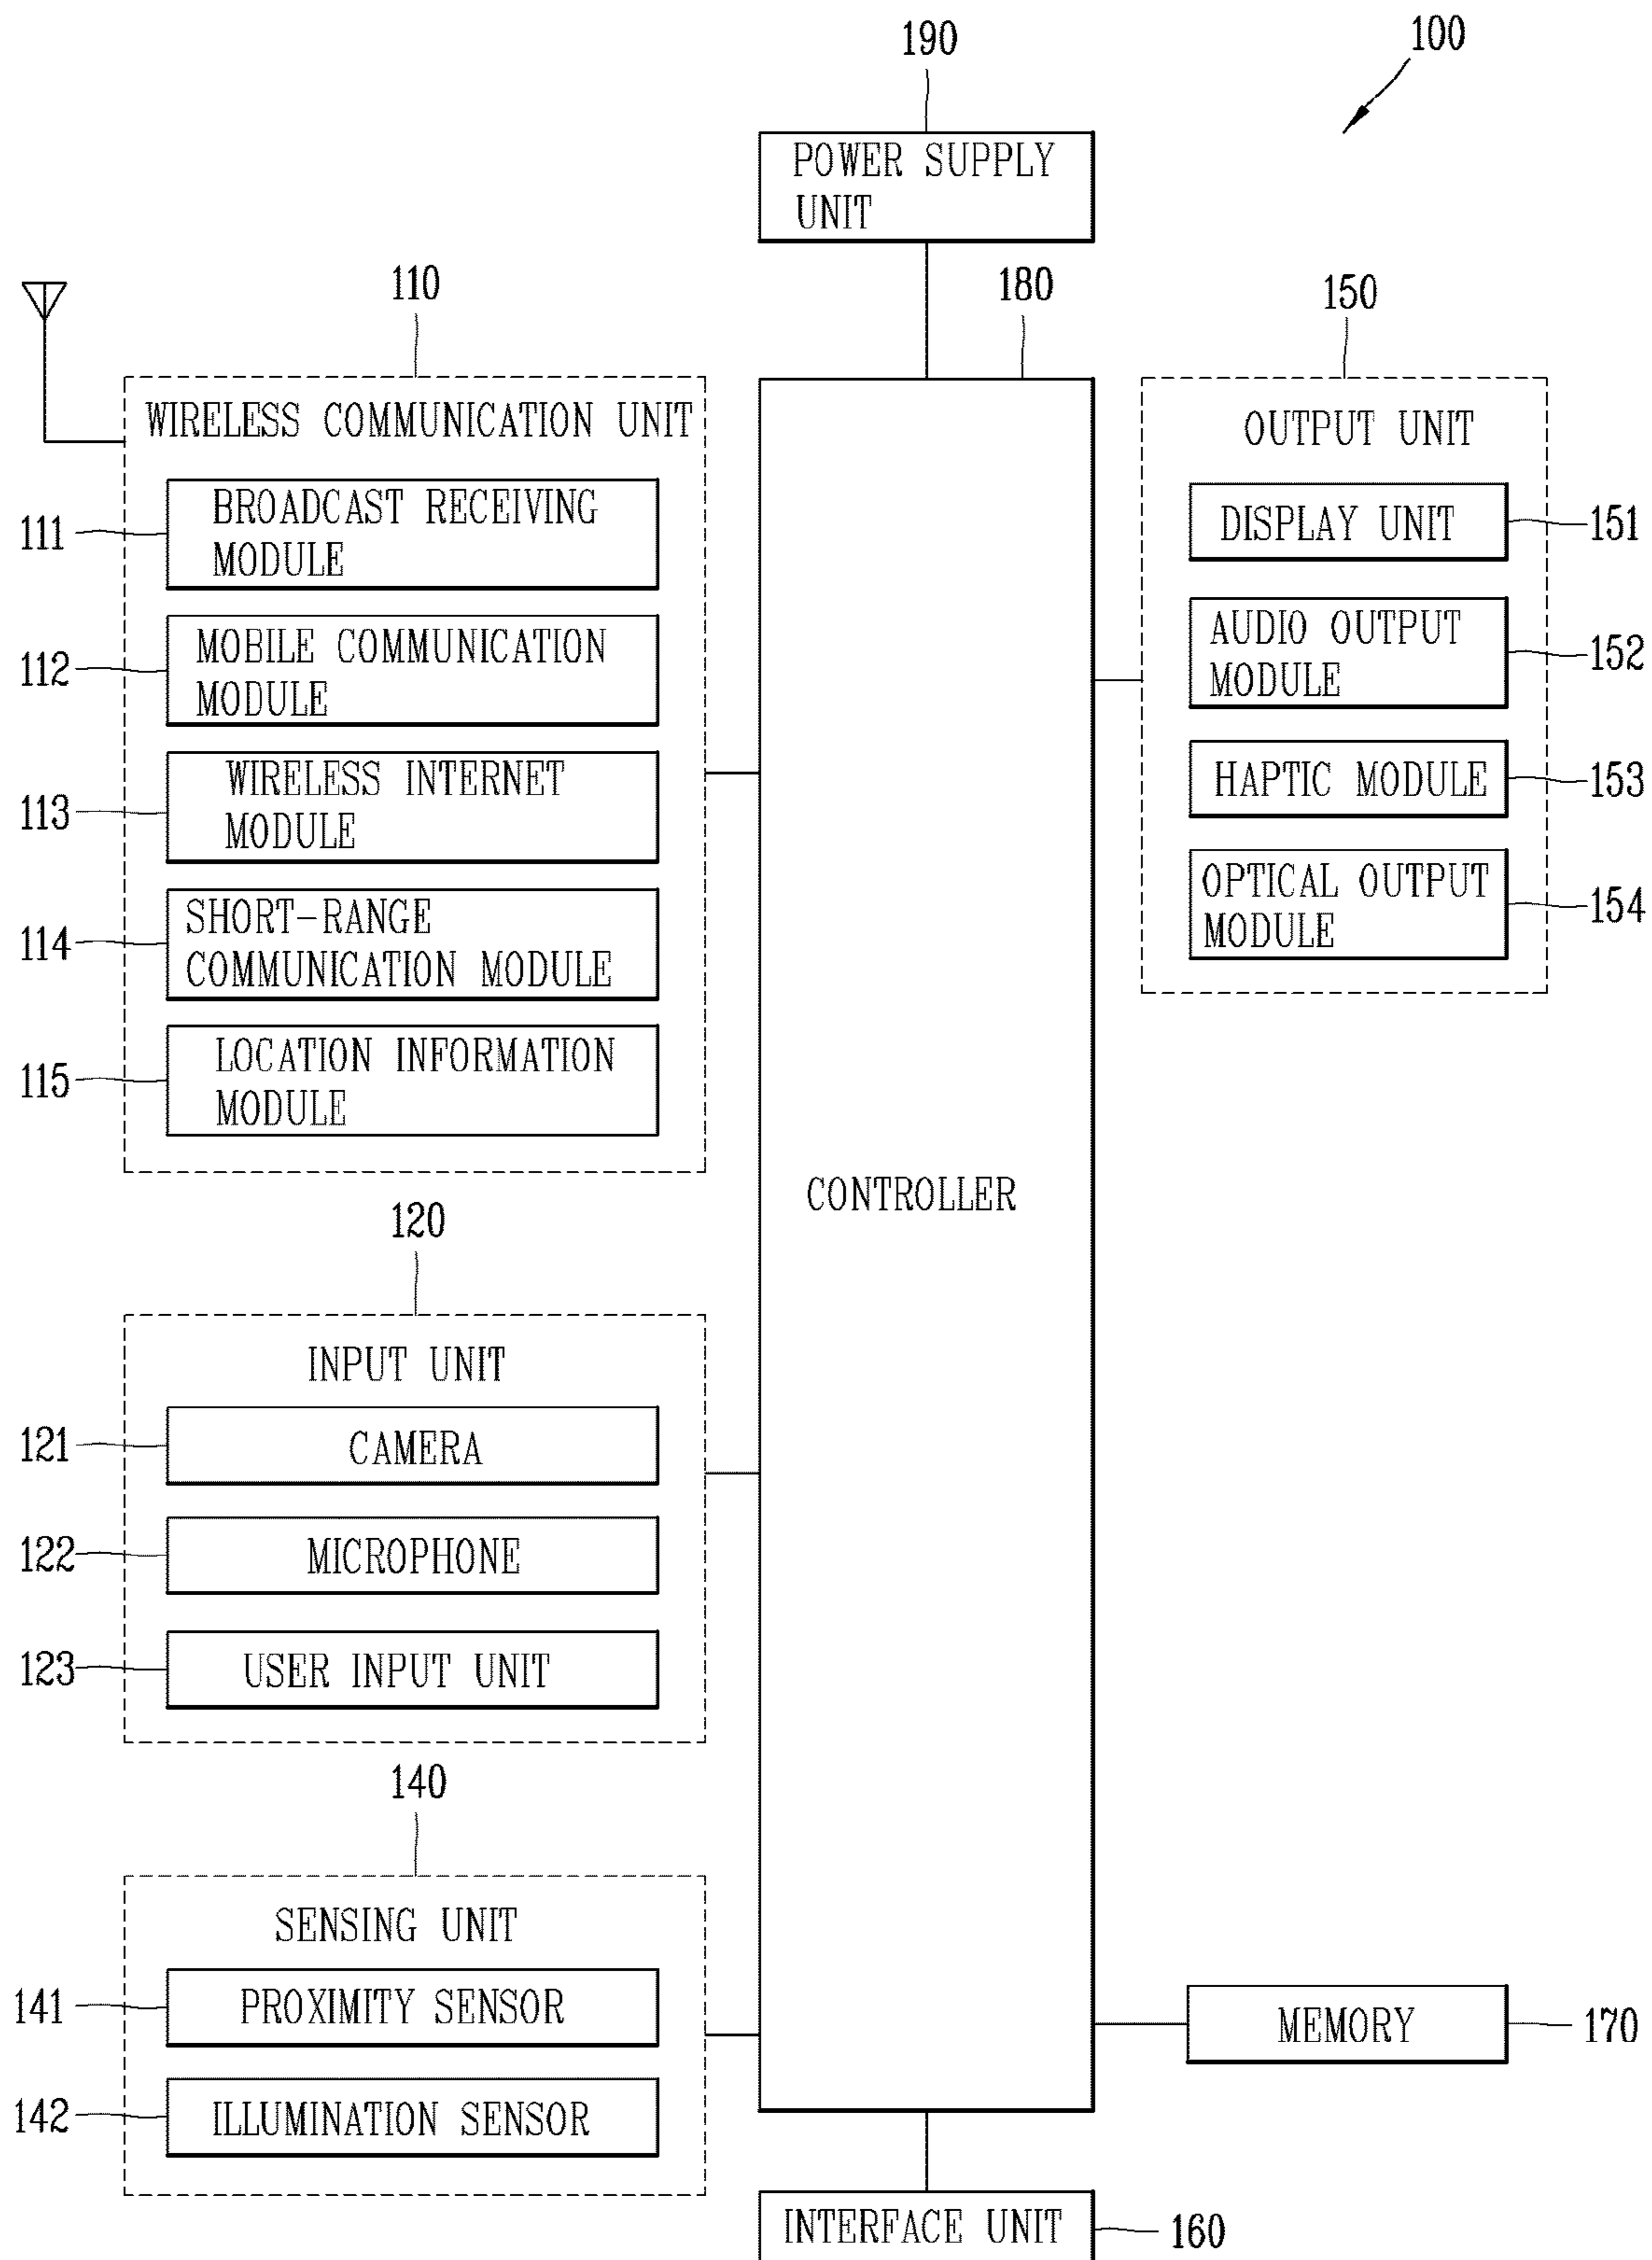 190
100
POWER SUPPLY
UNIT
110
180
150
WIRELESS COMMUNICATION UNIT
111
BROADCAST RECEIVING
MODULE
112
MOBILE COMMUNICATION
MODULE
113
WIRELESS INTERNET
MODULE
114
SHORT-RANGE
COMMUNICATION MODULE
115
LOCATION INFORMATION
MODULE
OUTPUT UNIT
DISPLAY UNIT
151
AUDIO OUTPUT
MODULE
152
HAPTIC MODULE
153
OPTICAL OUTPUT
MODULE
154
CONTROLLER
120
INPUT UNIT
121
CAMERA
122
MICROPHONE
123
USER INPUT UNIT
140
SENSING UNIT
141
PROXIMITY SENSOR
142
ILLUMINATION SENSOR
MEMORY
170
INTERFACE UNIT
160